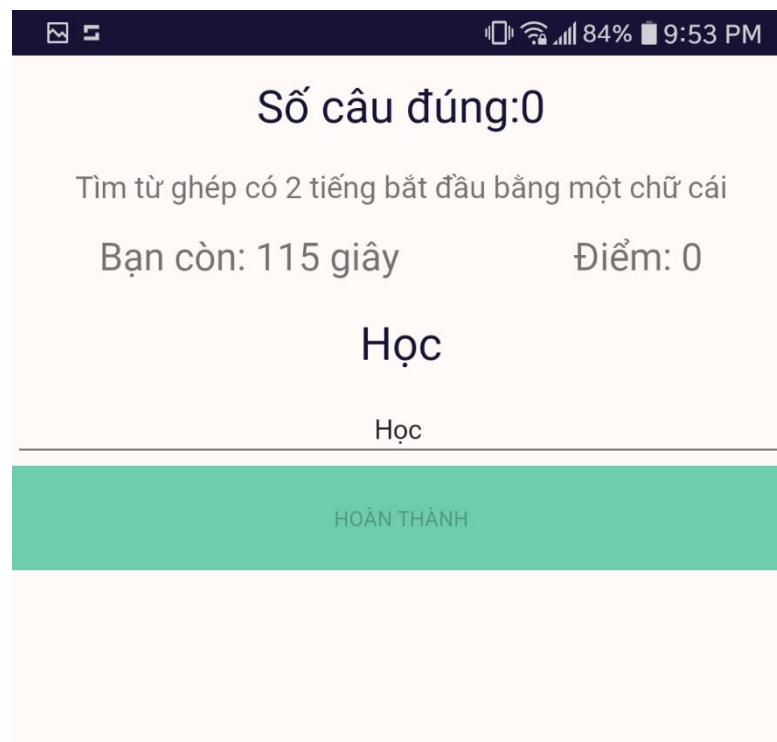 84% 9:53 PM
Số câu đúng:0
Tìm từ ghép có 2 tiếng bắt đầu bằng một chữ cái
Bạn còn: 115 giây Điểm: 0
Học
Học
HOÀN THÀNH